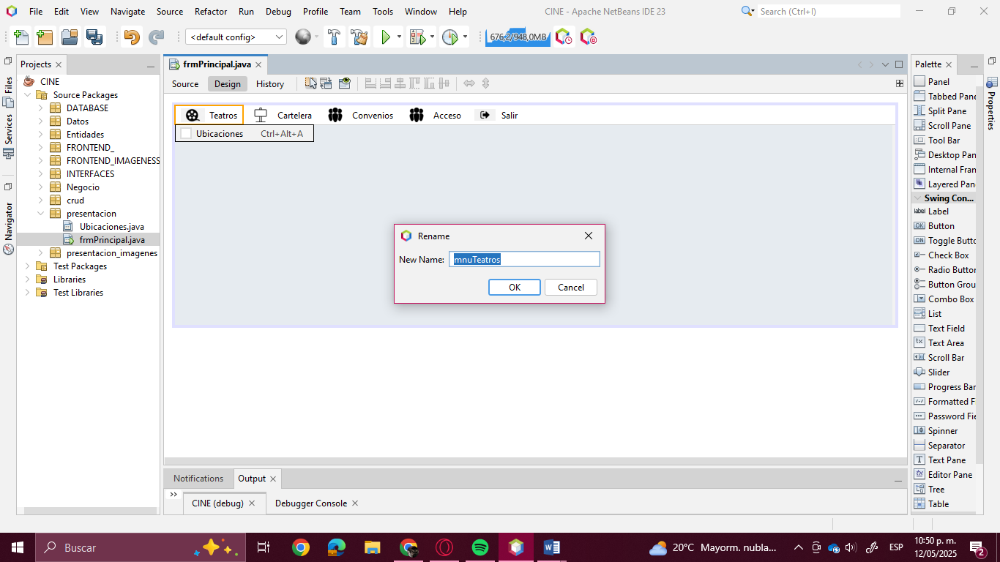 File Edit View Navigate Source Refactor Run Debug Profile Team Tools Window Help
CINE - Apache NetBeans IDE 23
Search (Ctrl+I)
<default config>
676,2/948,0MB
Files
Services
Navigator
Projects
CINE
Source Packages
DATABASE
Datos
Entidades
FRONTEND_
FRONTEND_IMAGENESS
INTERFACES
Negocio
crud
presentacion
Ubicaciones.java
frmPrincipal.java
presentacion_imagenes
Test Packages
Libraries
Test Libraries
frmPrincipal.java
Source Design History
Teatros Cartelera Convenios Acceso Salir
Ubicaciones Ctrl+Alt+A
Rename
New Name: mnuTeatros
OK Cancel
Notifications Output
CINE (debug) Debugger Console
Palette
Panel
Tabbed Pane
Split Pane
Scroll Pane
Tool Bar
Desktop Pan
Internal Fran
Layered Pan
Swing Con...
label Label
OK Button
OK Toggle Butto
Check Box
Radio Button
Button Grou
Combo Box
List
Text Field
Text Area
Scroll Bar
Slider
Progress Bar
Formatted F
Password Fie
Spinner
Separator
Text Pane
Editor Pane
Tree
Table
Properties
Buscar
20°C Mayorm. nubla...
ESP
10:50 p. m.
12/05/2025
2